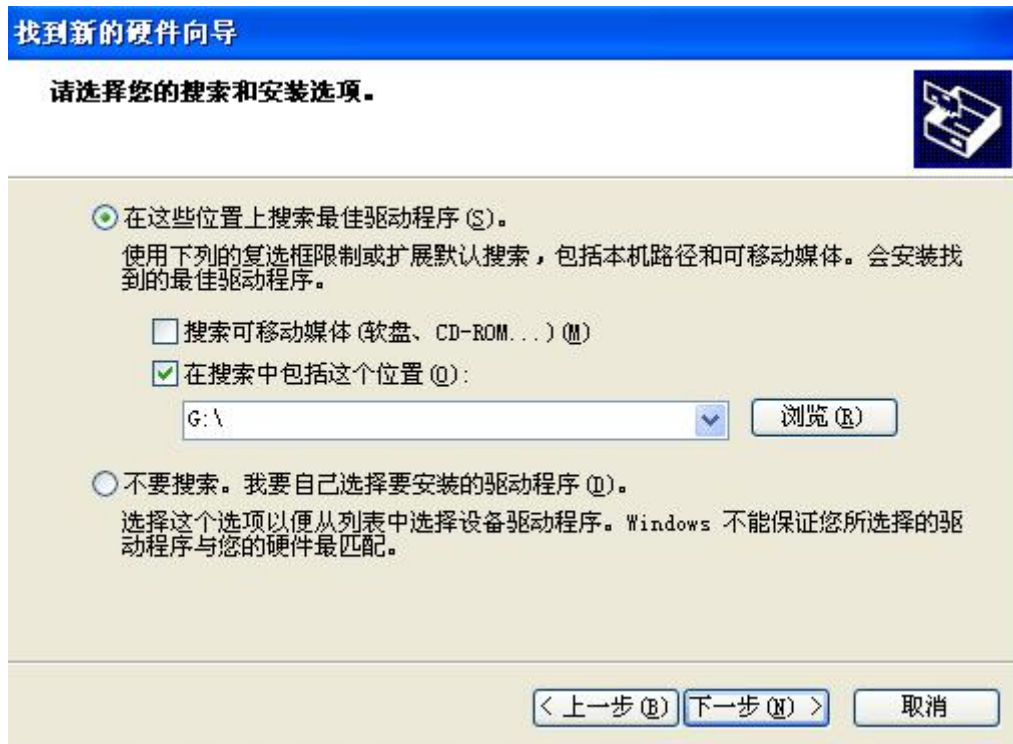 找到新的硬件向导
请选择您的搜索和安装选项。
在这些位置上搜索最佳驱动程序(S)。
使用下列的复选框限制或扩展默认搜索，包括本机路径和可移动媒体。会安装找
到的最佳驱动程序。
搜索可移动媒体(软盘、CD-ROM...)(M)
在搜索中包括这个位置(O):
G:\
浏览(R)
不要搜索。我要自己选择要安装的驱动程序(D)。
选择这个选项以便从列表中选择设备驱动程序。Windows 不能保证您所选择的驱
动程序与您的硬件最匹配。
< 上一步(B) 下一步(N) > 取消